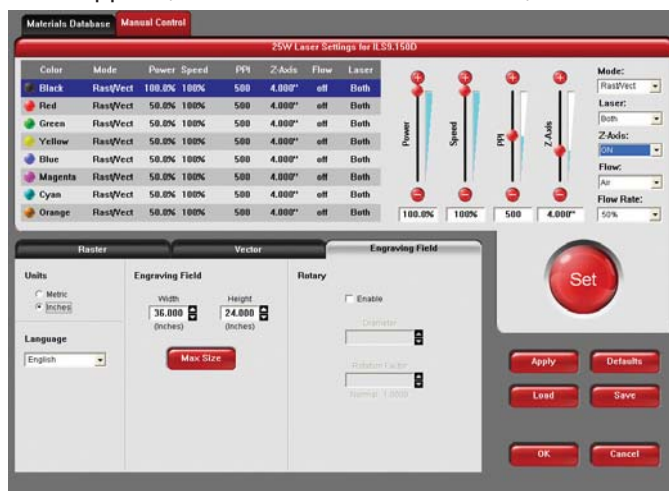 Materials Database Manual Control
25W Laser Settings for ILS9.150D
Color Mode Power Speed PPI Z-Axis Flow Laser
Black Rast/Vect 100.0% 100% 500 4.000" off Both
Red Rast/Vect 50.0% 100% 500 4.000" off Both
Green Rast/Vect 50.0% 100% 500 4.000" off Both
Yellow Rast/Vect 50.0% 100% 500 4.000" off Both
Blue Rast/Vect 50.0% 100% 500 4.000" off Both
Magenta Rast/Vect 50.0% 100% 500 4.000" off Both
Cyan Rast/Vect 50.0% 100% 500 4.000" off Both
Orange Rast/Vect 50.0% 100% 500 4.000" off Both
Power Speed PPI Z-Axis
100.0% 100% 500 4.000"
Mode:
Rast/Vect
Laser:
Both
Z-Axis:
ON
Flow:
Air
Flow Rate:
50%
Raster Vector Engraving Field
Units
Metric
Inches
Language
English
Engraving Field
Width Height
36.000 24.000
(Inches) (Inches)
Max Size
Rotary
Enable
Diameter
Rotation Factor
Normal: 1.0000
Set
Apply Defaults
Load Save
OK Cancel